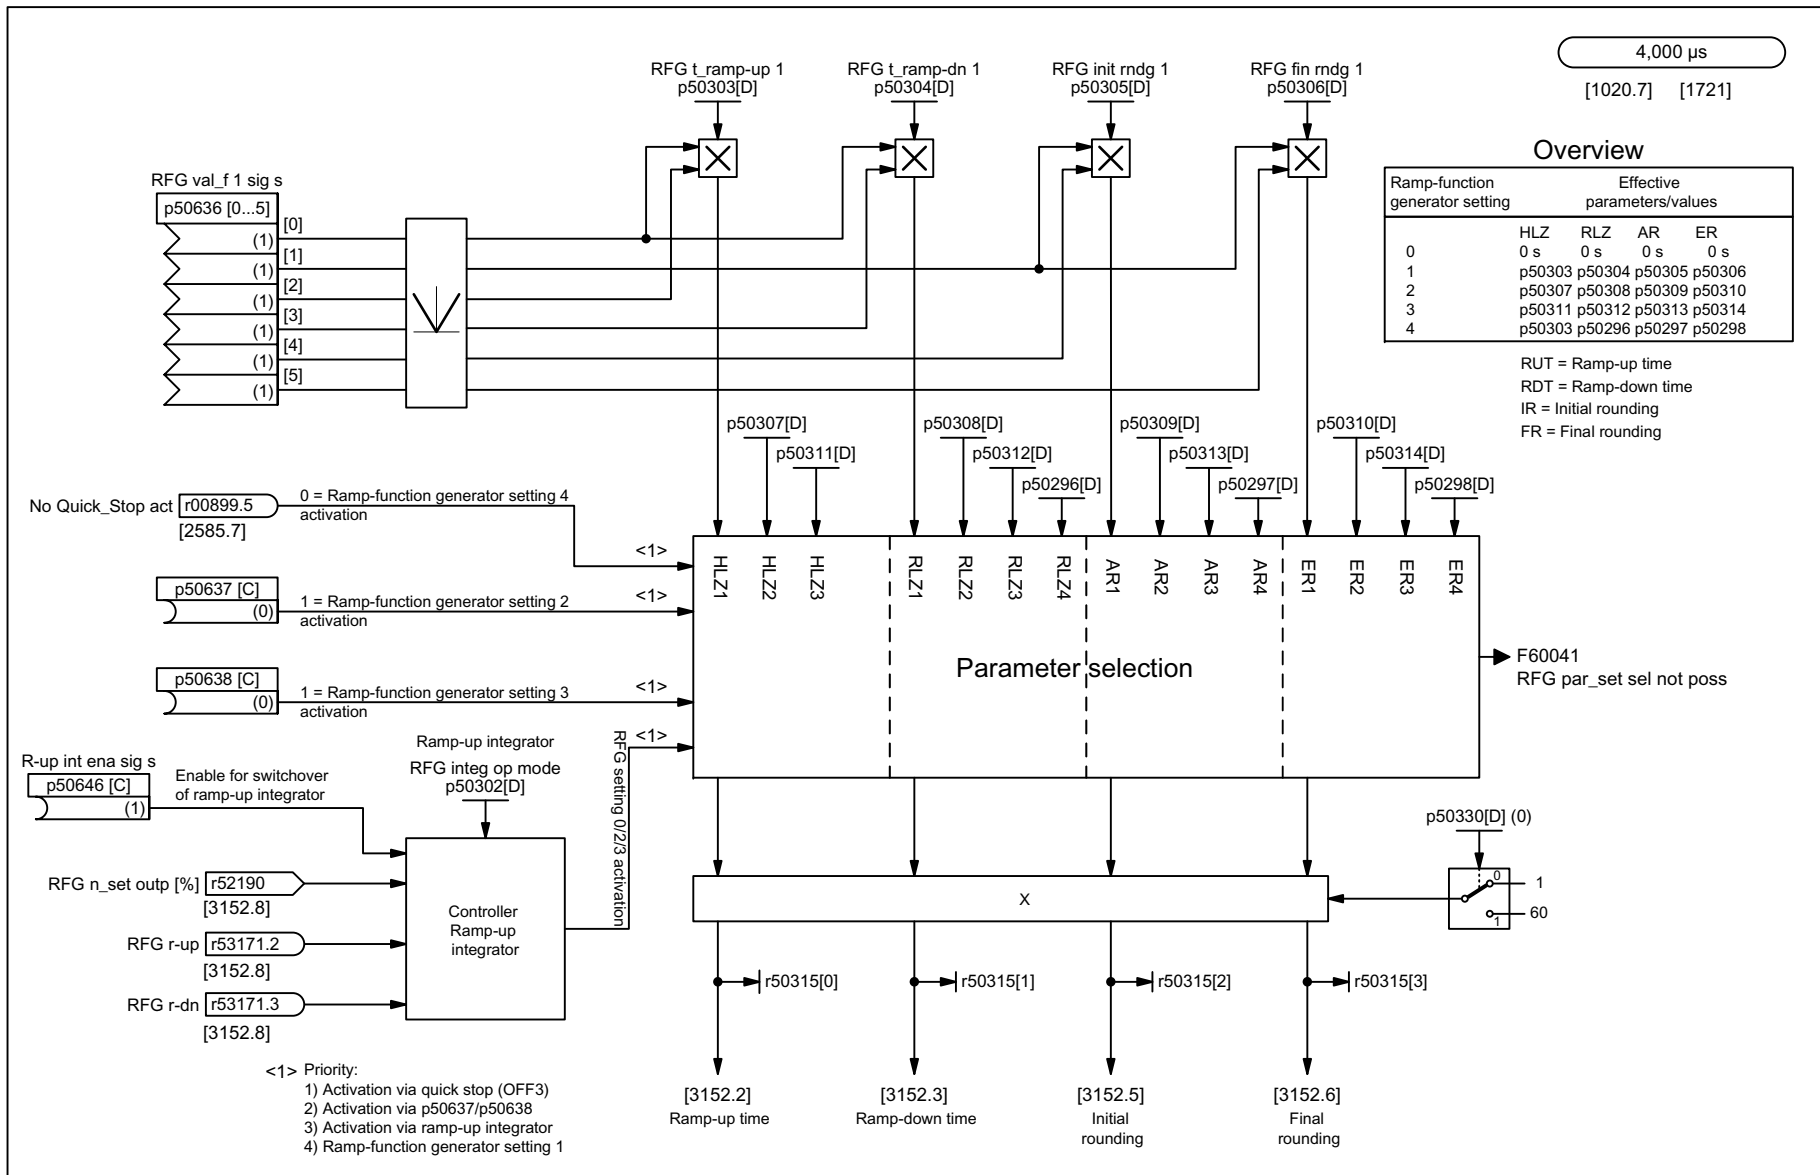 4,000 µs
[1020.7] [1721]
RFG t_ramp-up 1
p50303[D]
RFG t_ramp-dn 1
p50304[D]
RFG init rndg 1
p50305[D]
RFG fin rndg 1
p50306[D]
Overview
Ramp-function generator setting
Effective parameters/values
HLZ RLZ AR ER
0 0 s 0 s 0 s 0 s
1 p50303 p50304 p50305 p50306
2 p50307 p50308 p50309 p50310
3 p50311 p50312 p50313 p50314
4 p50303 p50296 p50297 p50298
RUT = Ramp-up time
RDT = Ramp-down time
IR = Initial rounding
FR = Final rounding
RFG val_f 1 sig s
p50636 [0...5]
[0]
(1)
[1]
(1)
[2]
(1)
[3]
(1)
[4]
(1)
[5]
(1)
p50307[D]
p50311[D]
p50308[D]
p50312[D]
p50296[D]
p50309[D]
p50313[D]
p50297[D]
p50310[D]
p50314[D]
p50298[D]
No Quick_Stop act r00899.5
[2585.7]
0 = Ramp-function generator setting 4
activation
<1>
p50637 [C]
(0)
1 = Ramp-function generator setting 2
activation
<1>
p50638 [C]
(0)
1 = Ramp-function generator setting 3
activation
<1>
HLZ1
HLZ2
HLZ3
RLZ1
RLZ2
RLZ3
RLZ4
AR1
AR2
AR3
AR4
ER1
ER2
ER3
ER4
Parameter selection
F60041
RFG par_set sel not poss
<1>
RFG setting 0/2/3 activation
R-up int ena sig s
p50646 [C]
(1)
Enable for switchover
of ramp-up integrator
Ramp-up integrator
RFG integ op mode
p50302[D]
RFG n_set outp [%] r52190
[3152.8]
RFG r-up r53171.2
[3152.8]
RFG r-dn r53171.3
[3152.8]
Controller
Ramp-up
integrator
p50330[D] (0)
0
1
1
60
X
r50315[0]
r50315[1]
r50315[2]
r50315[3]
<1> Priority:
1) Activation via quick stop (OFF3)
2) Activation via p50637/p50638
3) Activation via ramp-up integrator
4) Ramp-function generator setting 1
[3152.2]
Ramp-up time
[3152.3]
Ramp-down time
[3152.5]
Initial
rounding
[3152.6]
Final
rounding